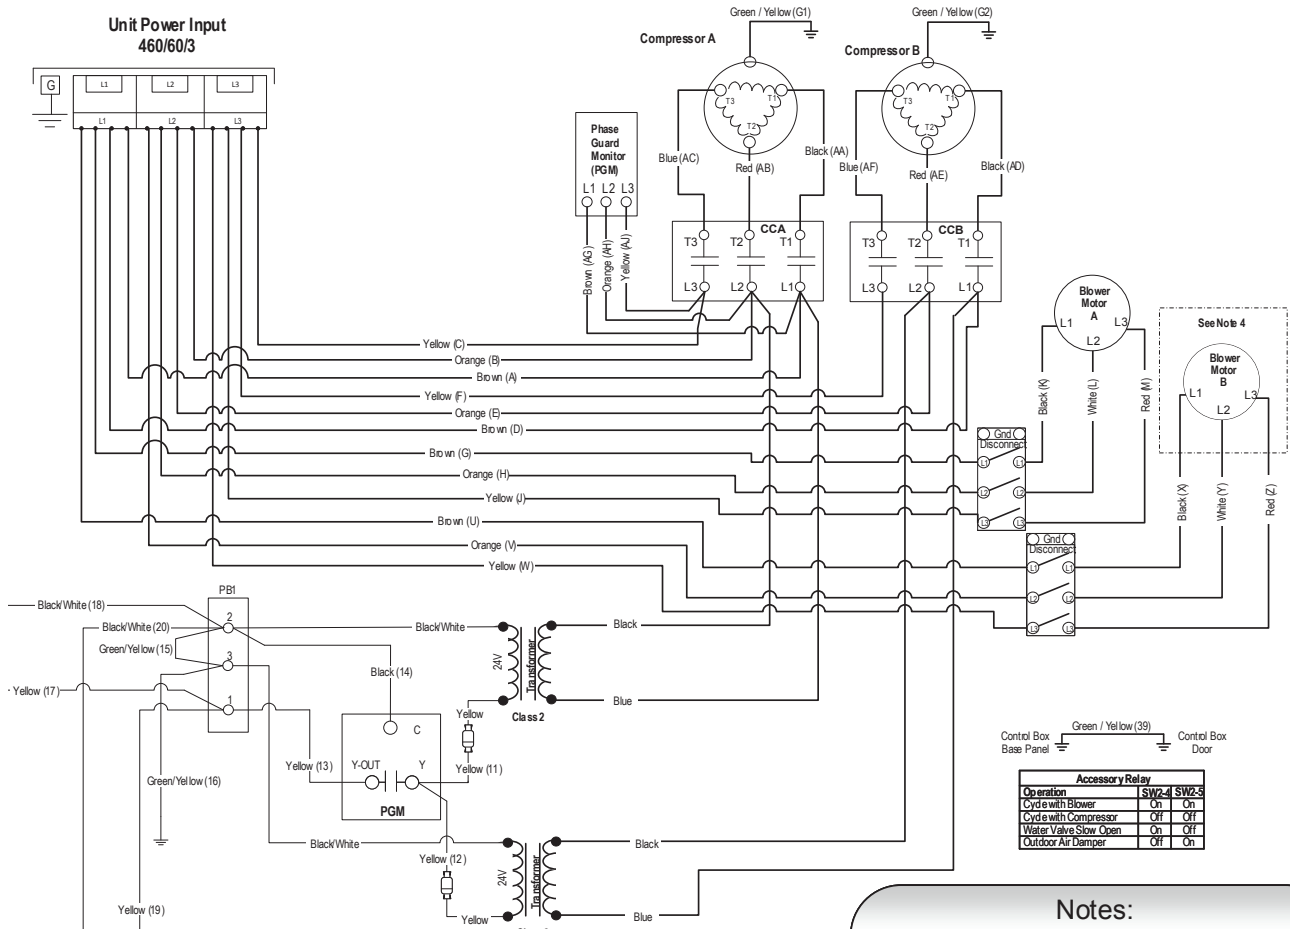 Unit Power Input
460/60/3
G
L1
L2
L3
L1
L2
L3
Green / Yellow (G1)
Green / Yellow (G2)
Compressor A
Compressor B
T3
T1
T2
T3
T1
T2
Phase
Guard
Monitor
(PGM)
L1 L2 L3
Blue (AC)
Red (AB)
Black (AA)
Blue (AF)
Red (AE)
Black (AD)
Brown (AG)
Orange (AH)
Yellow (AJ)
CCA
T3 T2 T1
L3 L2 L1
CCB
T3 T2 T1
L3 L2 L1
Blower
Motor
A
L1
L2
L3
See Note 4
Blower
Motor
B
L1
L2
L3
Yellow (C)
Orange (B)
Brown (A)
Yellow (F)
Orange (E)
Brown (D)
Brown (G)
Orange (H)
Yellow (J)
Brown (U)
Orange (V)
Yellow (W)
Black (K)
White (L)
Red (M)
Black (X)
White (Y)
Red (Z)
Gnd
Disconnect
L1 L1
L2 L2
L3 L3
Gnd
Disconnect
L1 L1
L2 L2
L3 L3
PB1
2
3
1
Black/White (18)
Black/White (20)
Green/Yellow (15)
Yellow (17)
Green/Yellow (16)
Yellow (19)
Black/White
Black (14)
24V
Transformer
Class 2
Black
Blue
Yellow
Yellow (11)
Yellow (13)
C
Y-OUT
Y
PGM
Black/White
Yellow (12)
Yellow
24V
Transformer
Black
Blue
Control Box
Base Panel
Green / Yellow (39)
Control Box
Door
Accessory Relay
Operation SW2-4 SW2-5
Cycle with Blower On On
Cycle with Compressor Off Off
Water Valve Slow Open On Off
Outdoor Air Damper Off On
Notes: